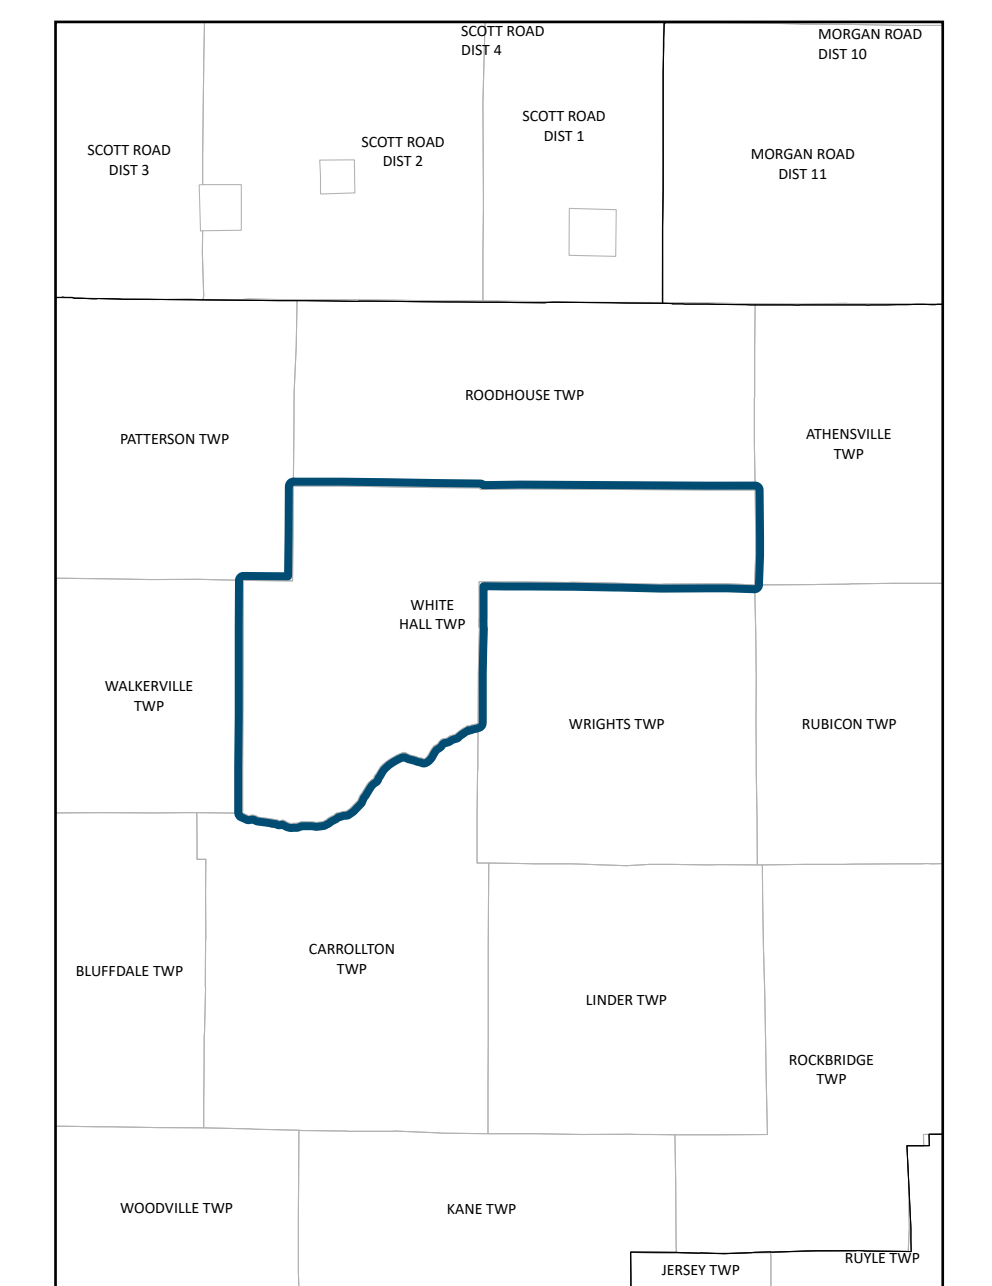 SCOTT ROAD
DIST 4
MORGAN ROAD
DIST 10
SCOTT ROAD
DIST 1
SCOTT ROAD
DIST 2
SCOTT ROAD
DIST 3
MORGAN ROAD
DIST 11
ROODHOUSE TWP
PATTERSON TWP
ATHENSVILLE
TWP
WHITE
HALL TWP
WALKERVILLE
TWP
WRIGHTS TWP
RUBICON TWP
CARROLLTON
TWP
BLUFFDALE TWP
LINDER TWP
ROCKBRIDGE
TWP
WOODVILLE TWP
KANE TWP
RUYLE TWP
JERSEY TWP